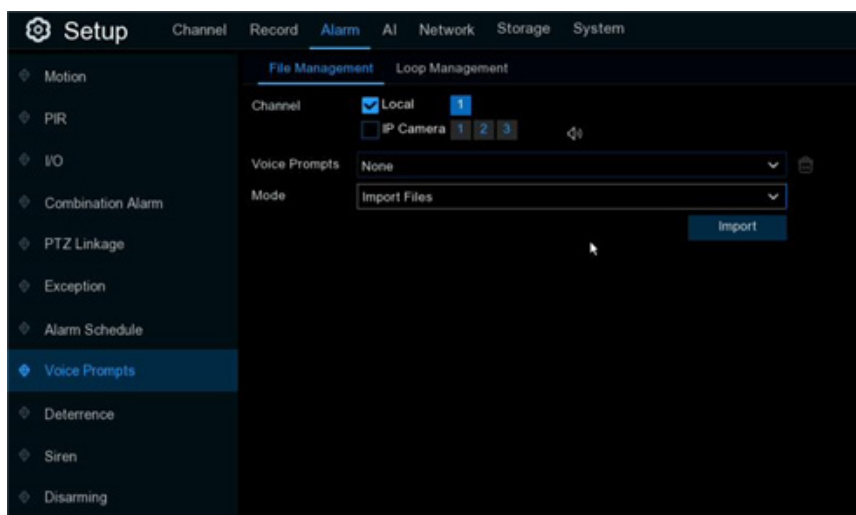 Setup Channel Record Alarm AI Network Storage System
File Management Loop Management
Motion
PIR
I/O
Combination Alarm
PTZ Linkage
Exception
Alarm Schedule
Voice Prompts
Deterrence
Siren
Disarming
Channel Local 1
IP Camera 1 2 3
Voice Prompts None
Mode Import Files
Import